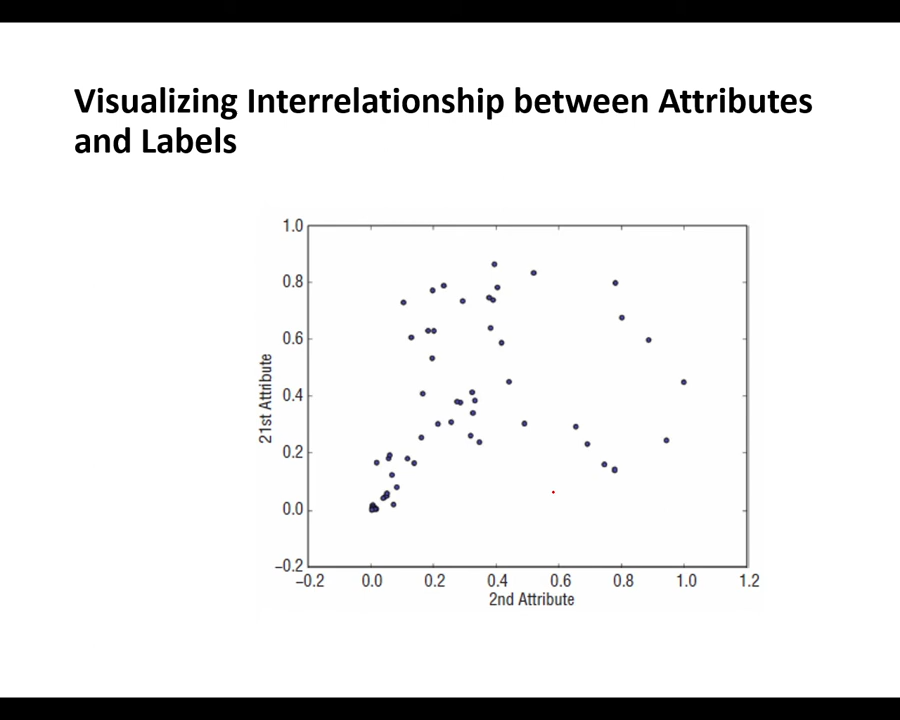 Visualizing Interrelationship between Attributes
and Labels
1.0
0.8
0.6
0.4
0.2
0.0
−0.2
21st Attribute
−0.2 0.0 0.2 0.4 0.6 0.8 1.0 1.2
2nd Attribute